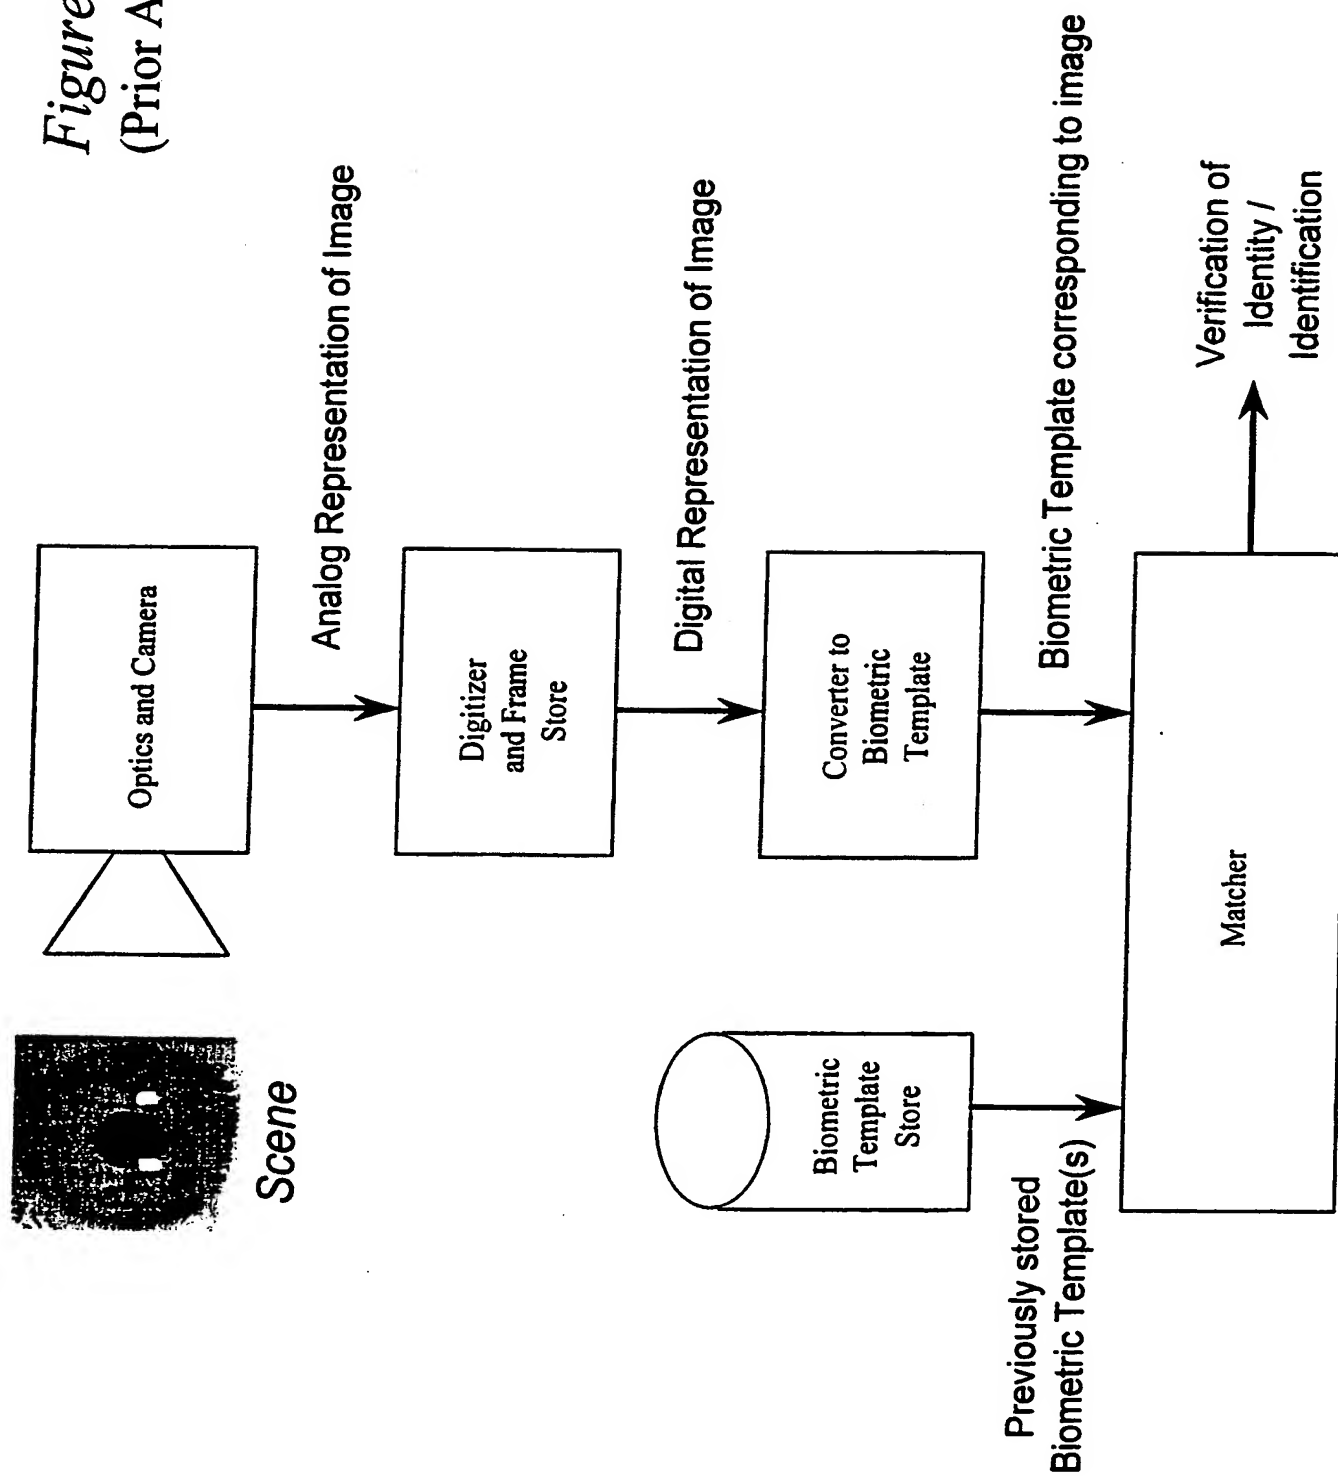 Figure
(Prior A
Optics and Camera
Analog Representation of Image
Scene
Digitizer
and Frame
Store
Digital Representation of Image
Converter to
Biometric
Template
Biometric Template corresponding to image
Biometric
Template
Store
Previously stored
Biometric Template(s)
Matcher
Verification of
Identity /
Identification